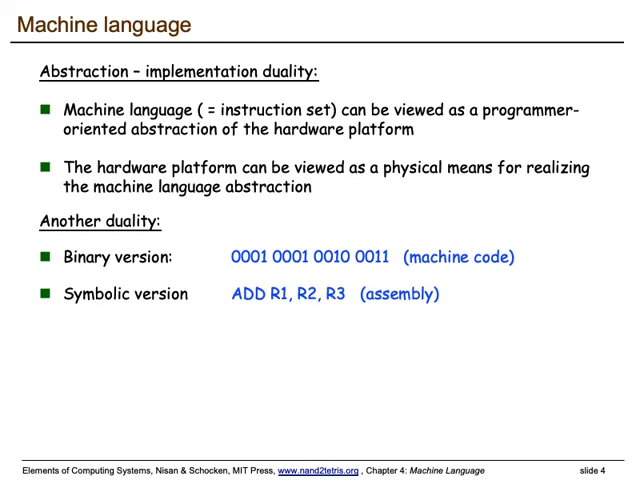 Machine language
Abstraction – implementation duality:
Machine language ( = instruction set) can be viewed as a programmer-
oriented abstraction of the hardware platform
The hardware platform can be viewed as a physical means for realizing
the machine language abstraction
Another duality:
Binary version: 0001 0001 0010 0011 (machine code)
Symbolic version ADD R1, R2, R3 (assembly)
Elements of Computing Systems, Nisan & Schocken, MIT Press, www.nand2tetris.org , Chapter 4: Machine Language slide 4